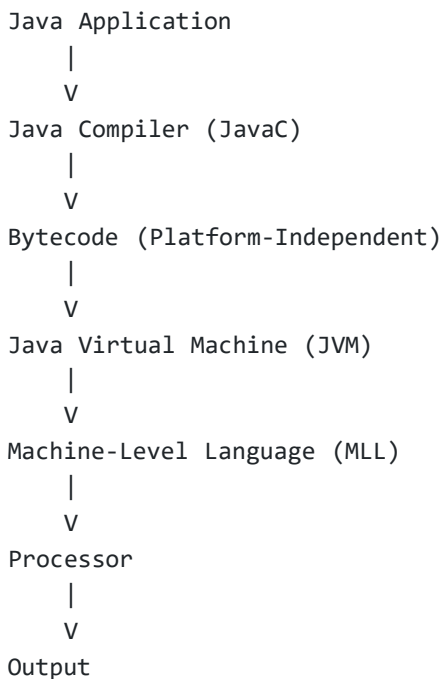 Java Application
|
V
Java Compiler (JavaC)
|
V
Bytecode (Platform-Independent)
|
V
Java Virtual Machine (JVM)
|
V
Machine-Level Language (MLL)
|
V
Processor
|
V
Output